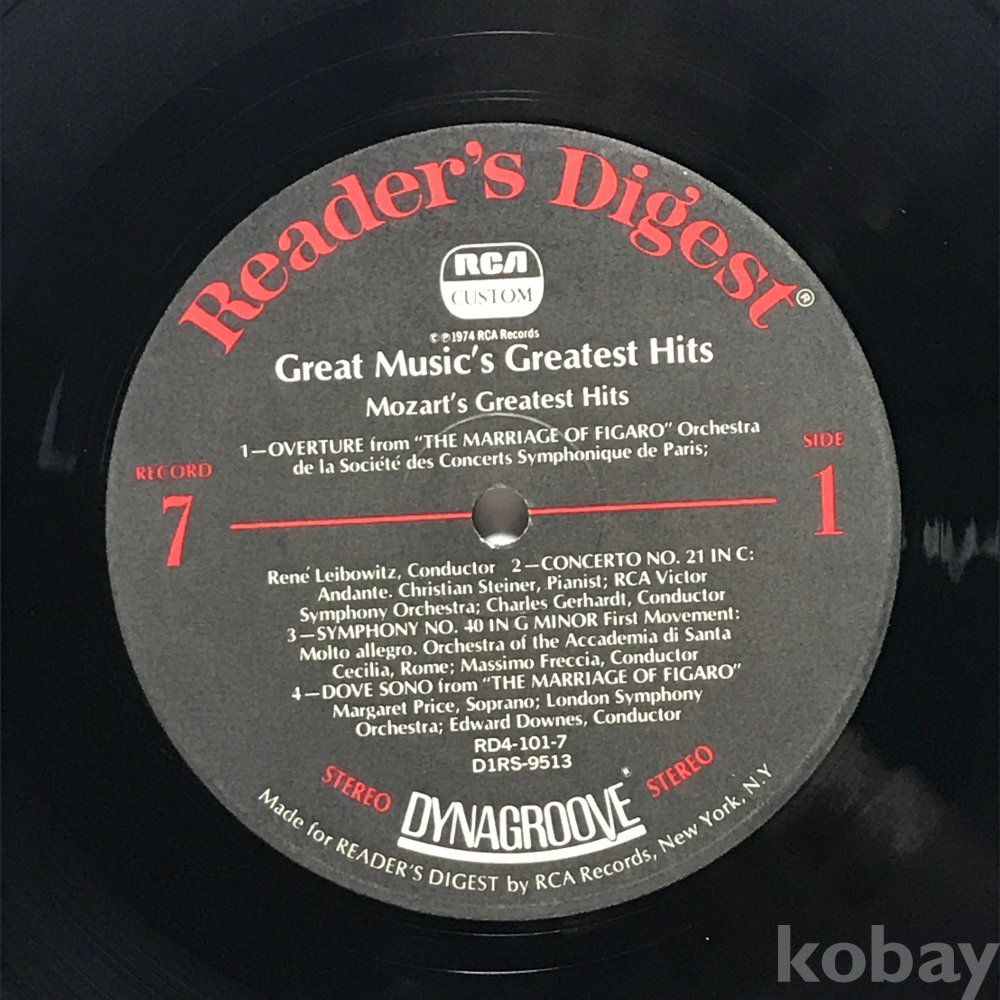 Reader's Digest®
RCA
CUSTOM
©℗1974 RCA Records
Great Music's Greatest Hits
Mozart's Greatest Hits
1—OVERTURE from "THE MARRIAGE OF FIGARO" Orchestra
de la Société des Concerts Symphonique de Paris;
RECORD
7
SIDE
1
René Leibowitz, Conductor 2—CONCERTO NO. 21 IN C:
Andante. Christian Steiner, Pianist; RCA Victor
Symphony Orchestra; Charles Gerhardt, Conductor
3—SYMPHONY NO. 40 IN G MINOR First Movement:
Molto allegro. Orchestra of the Accademia di Santa
Cecilia, Rome; Massimo Freccia, Conductor
4—DOVE SONO from "THE MARRIAGE OF FIGARO"
Margaret Price, Soprano; London Symphony
Orchestra; Edward Downes, Conductor
RD4-101-7
D1RS-9513
STEREO DYNAGROOVE® STEREO
Made for READER'S DIGEST by RCA Records, New York, N.Y
kobay